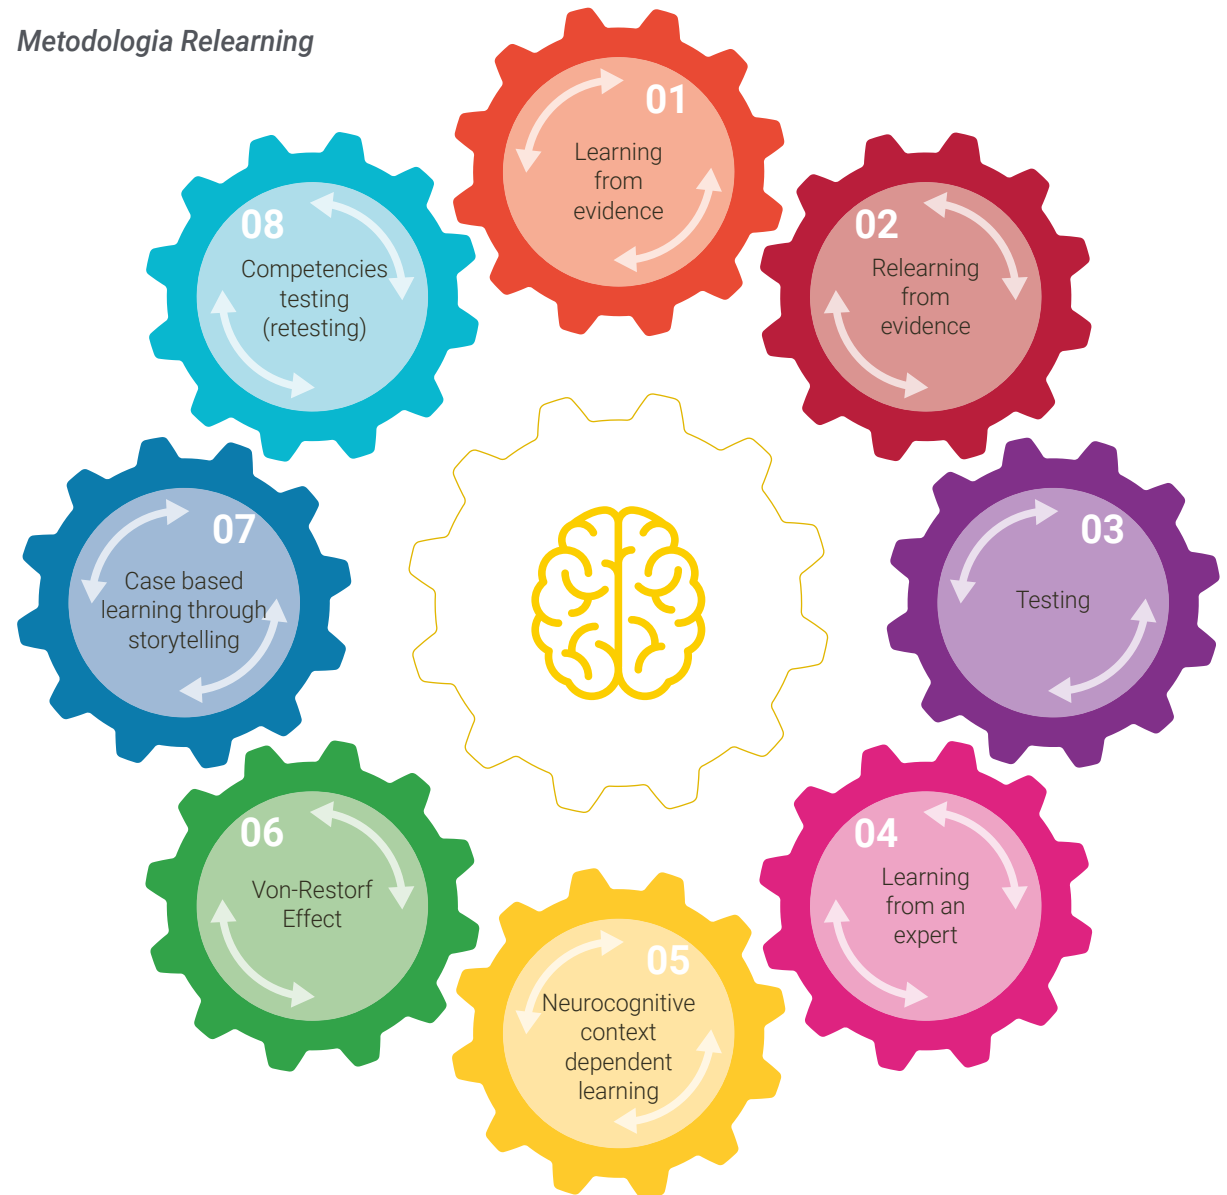 Metodologia Relearning
01
Learning
from
evidence
02
Relearning
from
evidence
03
Testing
04
Learning
from an
expert
05
Neurocognitive
context
dependent
learning
06
Von-Restorf
Effect
07
Case based
learning through
storytelling
08
Competencies
testing
(retesting)